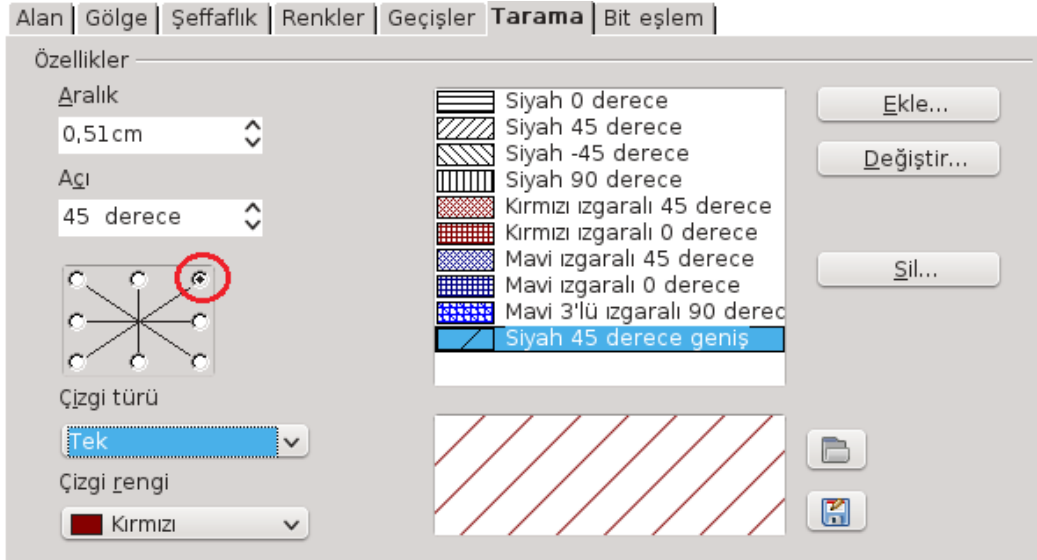 Alan Gölge Şeffaflık Renkler Geçişler Tarama Bit eşlem
Özellikler
Aralık
0,51cm
Açı
45 derece
Çizgi türü
Tek
Çizgi rengi
Kırmızı
Siyah 0 derece
Siyah 45 derece
Siyah -45 derece
Siyah 90 derece
Kırmızı ızgaralı 45 derece
Kırmızı ızgaralı 0 derece
Mavi ızgaralı 45 derece
Mavi ızgaralı 0 derece
Mavi 3'lü ızgaralı 90 derec
Siyah 45 derece geniş
Ekle...
Değiştir...
Sil...